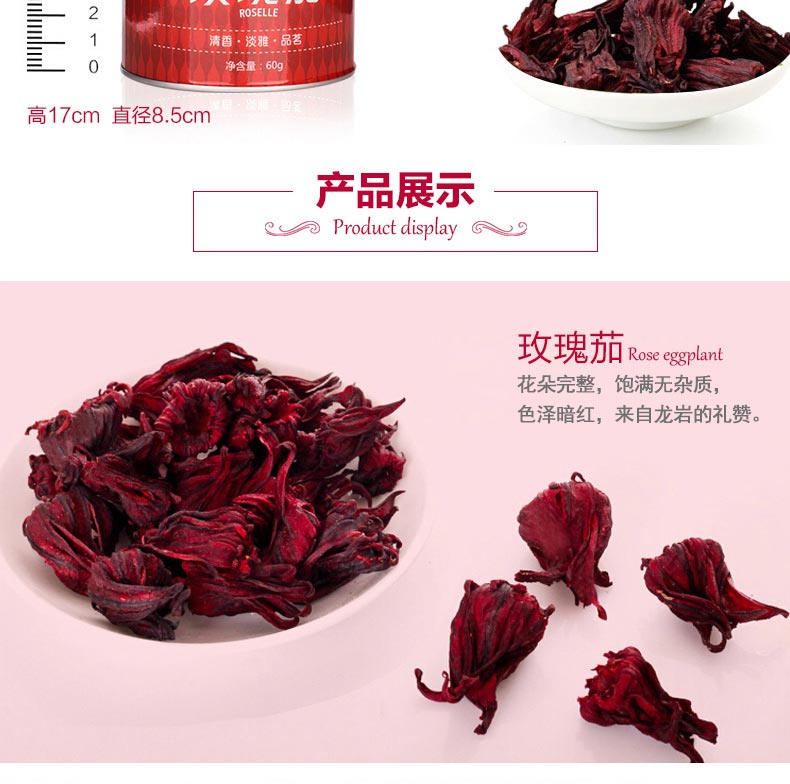 ROSELLE
2
1
0
清香·淡雅·品茗
净含量：60g
高17cm 直径8.5cm
产品展示
Product display
玫瑰茄 Rose eggplant
花朵完整，饱满无杂质，
色泽暗红，来自龙岩的礼赞。